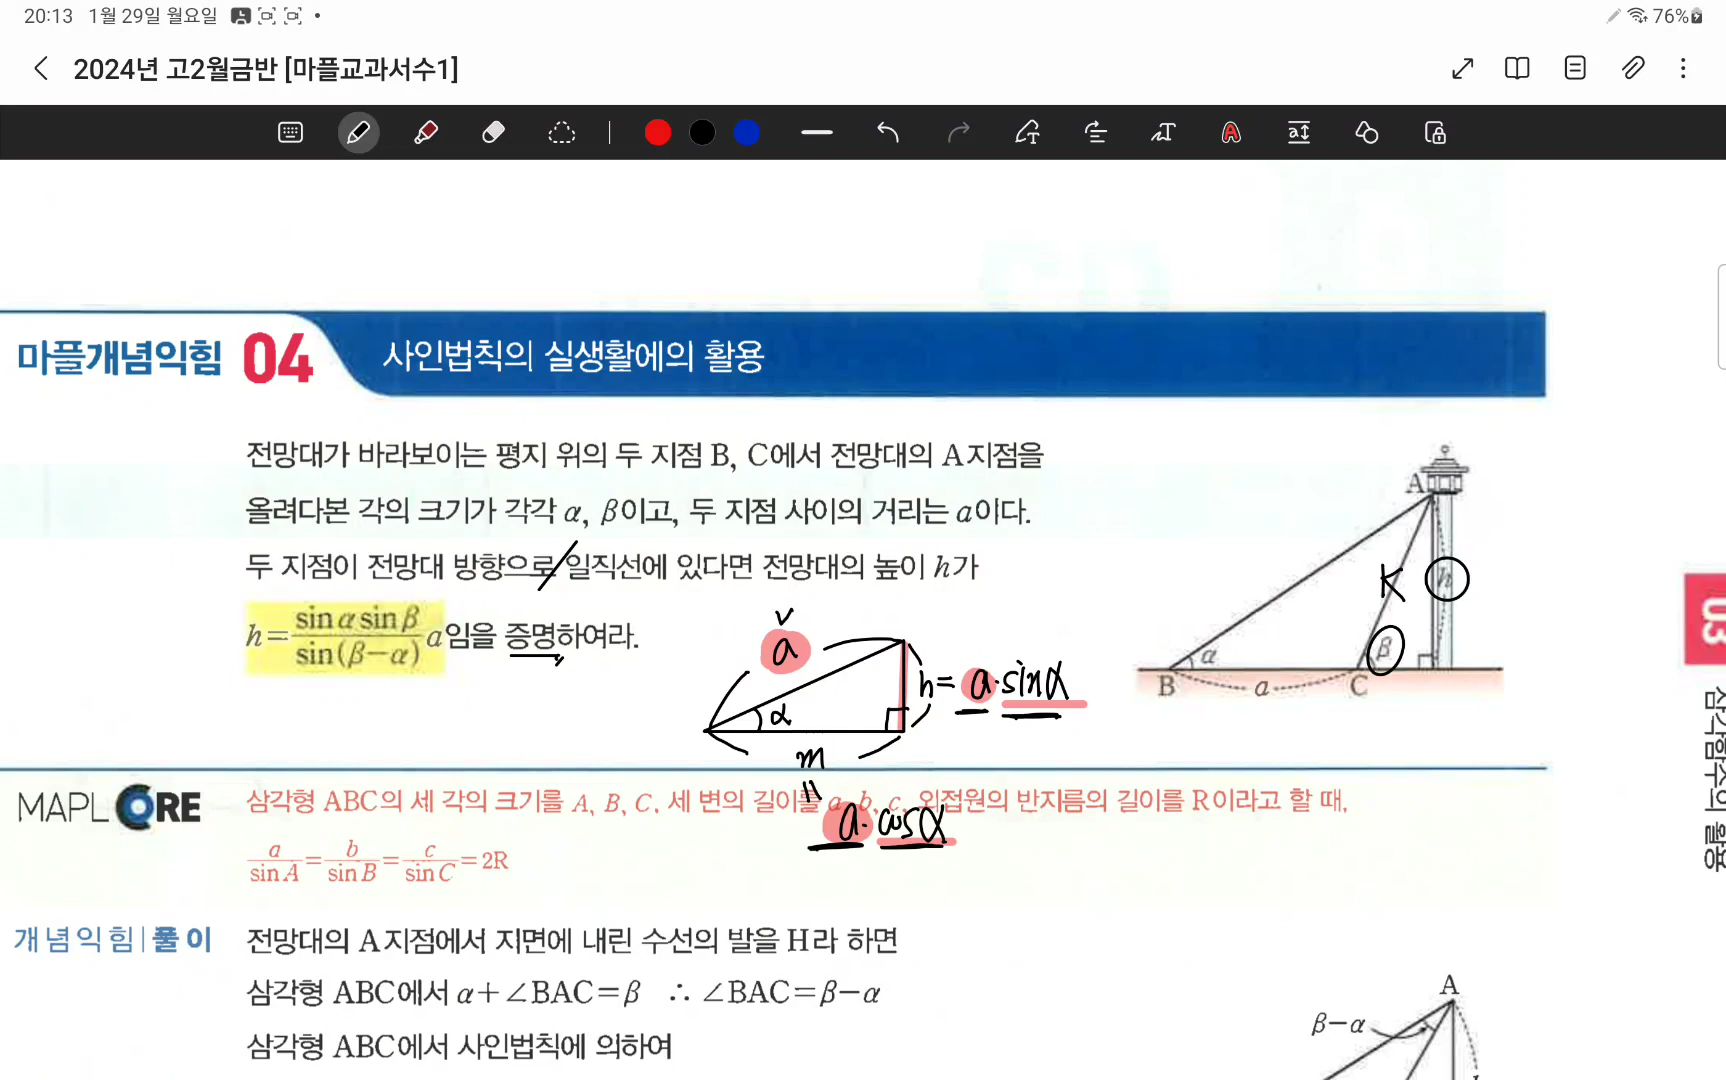 20:13 1월 29일 월요일
76%
2024년 고2월금반 [마플교과서수1]
마플개념익힘 04 사인법칙의 실생활에의 활용
전망대가 바라보이는 평지 위의 두 지점 B, C에서 전망대의 A지점을
올려다본 각의 크기가 각각 α, β이고, 두 지점 사이의 거리는 a이다.
두 지점이 전망대 방향으로 일직선에 있다면 전망대의 높이 h가
h=\frac{sin α sin β}{sin(β−α)}a임을 증명하여라.
A
K
h
α
β
B
a
C
a
α
h= a·sinα
m
=
a·cosα
03
삼각함수의 활용
MAPL CORE 삼각형 ABC의 세 각의 크기를 A, B, C, 세 변의 길이를 a, b, c, 외접원의 반지름의 길이를 R이라고 할 때,
\frac{a}{sin A}=\frac{b}{sin B}=\frac{c}{sin C}=2R
개념익힘|풀이 전망대의 A지점에서 지면에 내린 수선의 발을 H라 하면
삼각형 ABC에서 α+∠BAC=β ∴ ∠BAC=β−α
삼각형 ABC에서 사인법칙에 의하여
A
β−α